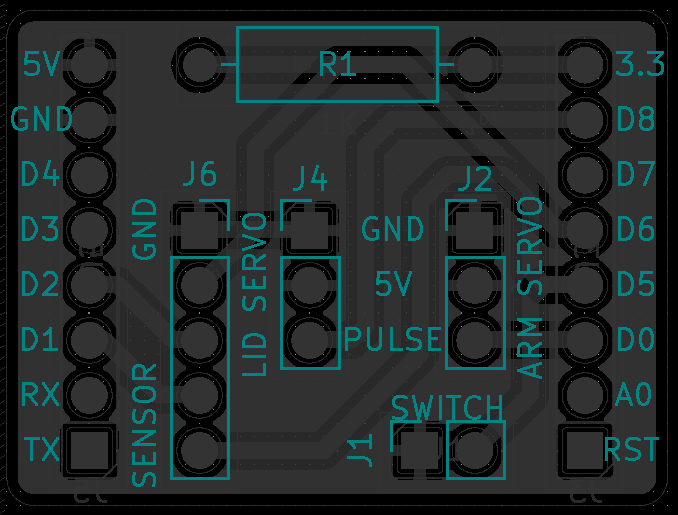 5V
R1
3.3
GND
D8
D4
J6
J4
J2
D7
D3
GND
LID SERVO
GND
ARM SERVO
D6
D2
5V
D5
D1
PULSE
D0
RX
SENSOR
SWITCH
A0
TX
J1
RST